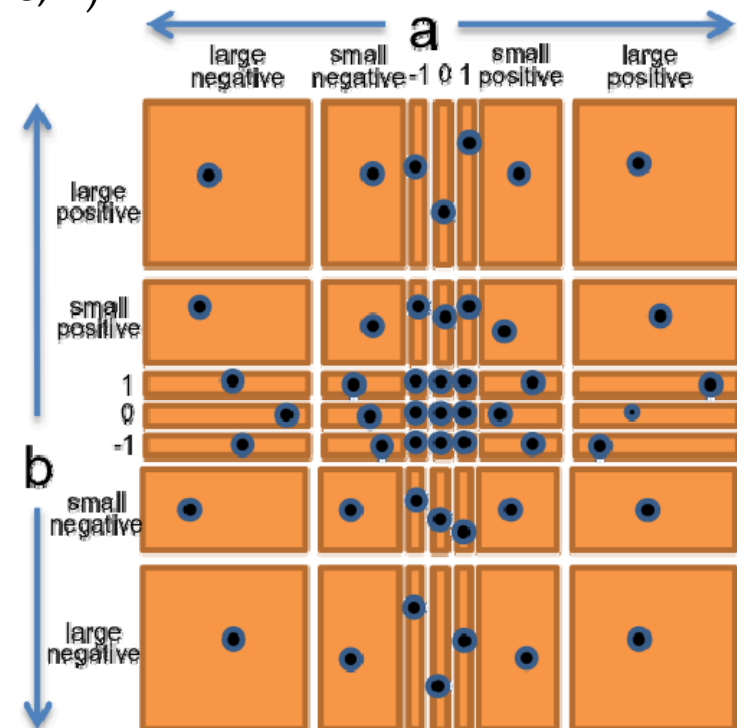 a
large small small large
negative negative -1 0 1 positive positive
large
positive
small
positive
1
0
-1
b
small
negative
large
negative